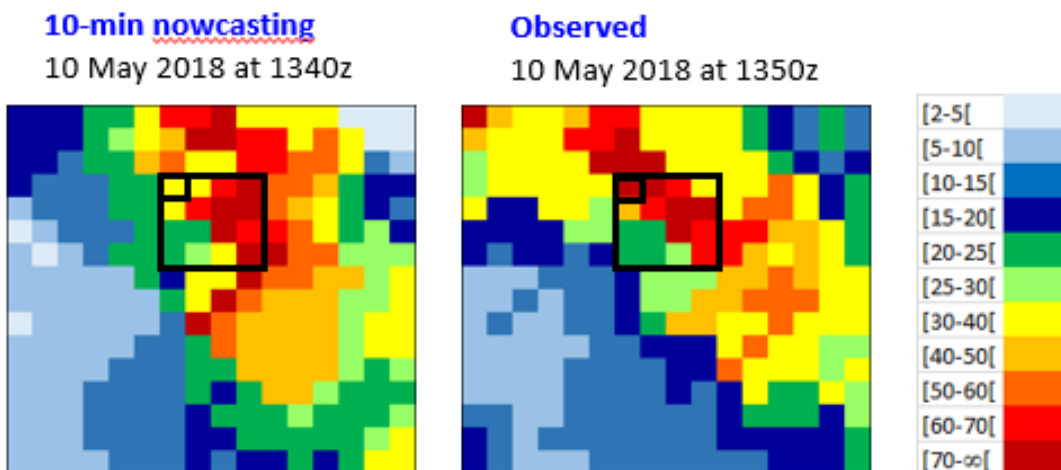 10-min nowcasting
10 May 2018 at 1340z
Observed
10 May 2018 at 1350z
[2-5[
[5-10[
[10-15[
[15-20[
[20-25[
[25-30[
[30-40[
[40-50[
[50-60[
[60-70[
[70-∞[